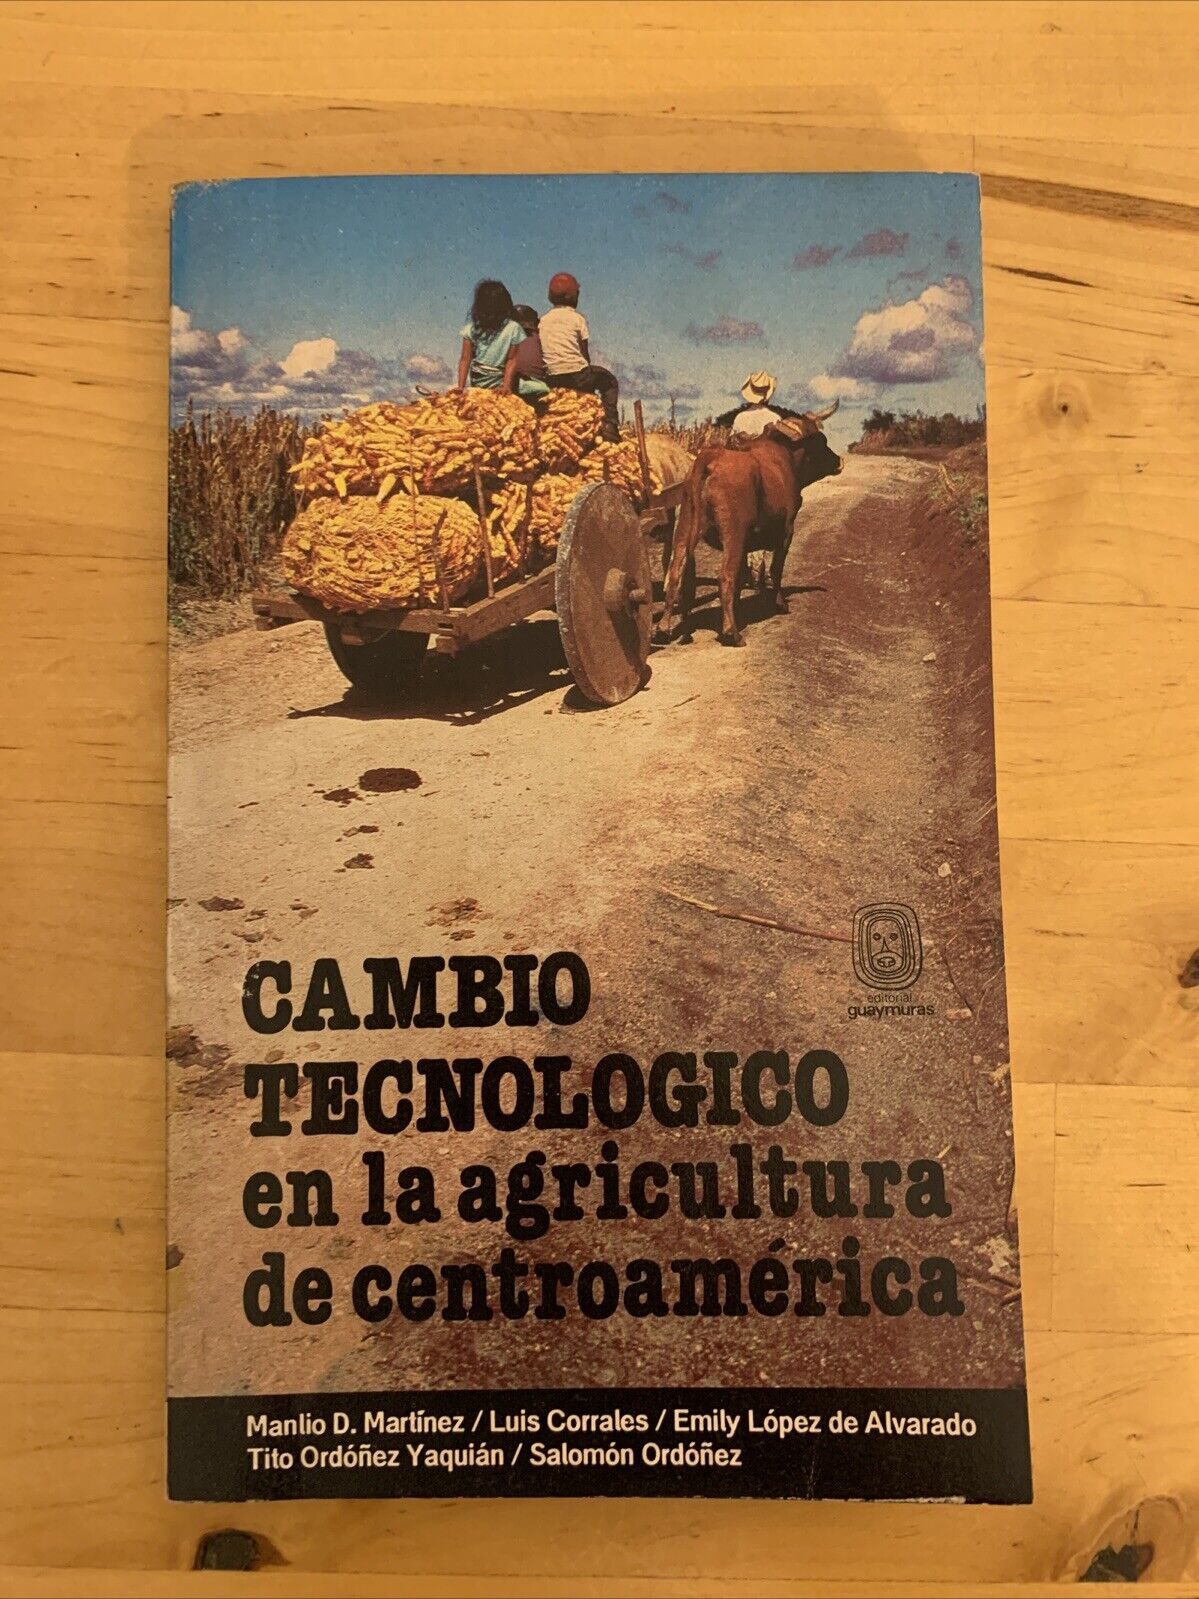 editorial
guaymuras
CAMBIO
TECNOLOGICO
en la agricultura
de centroamérica
Manlio D. Martínez / Luis Corrales / Emily López de Alvarado
Tito Ordóñez Yaquián / Salomón Ordóñez